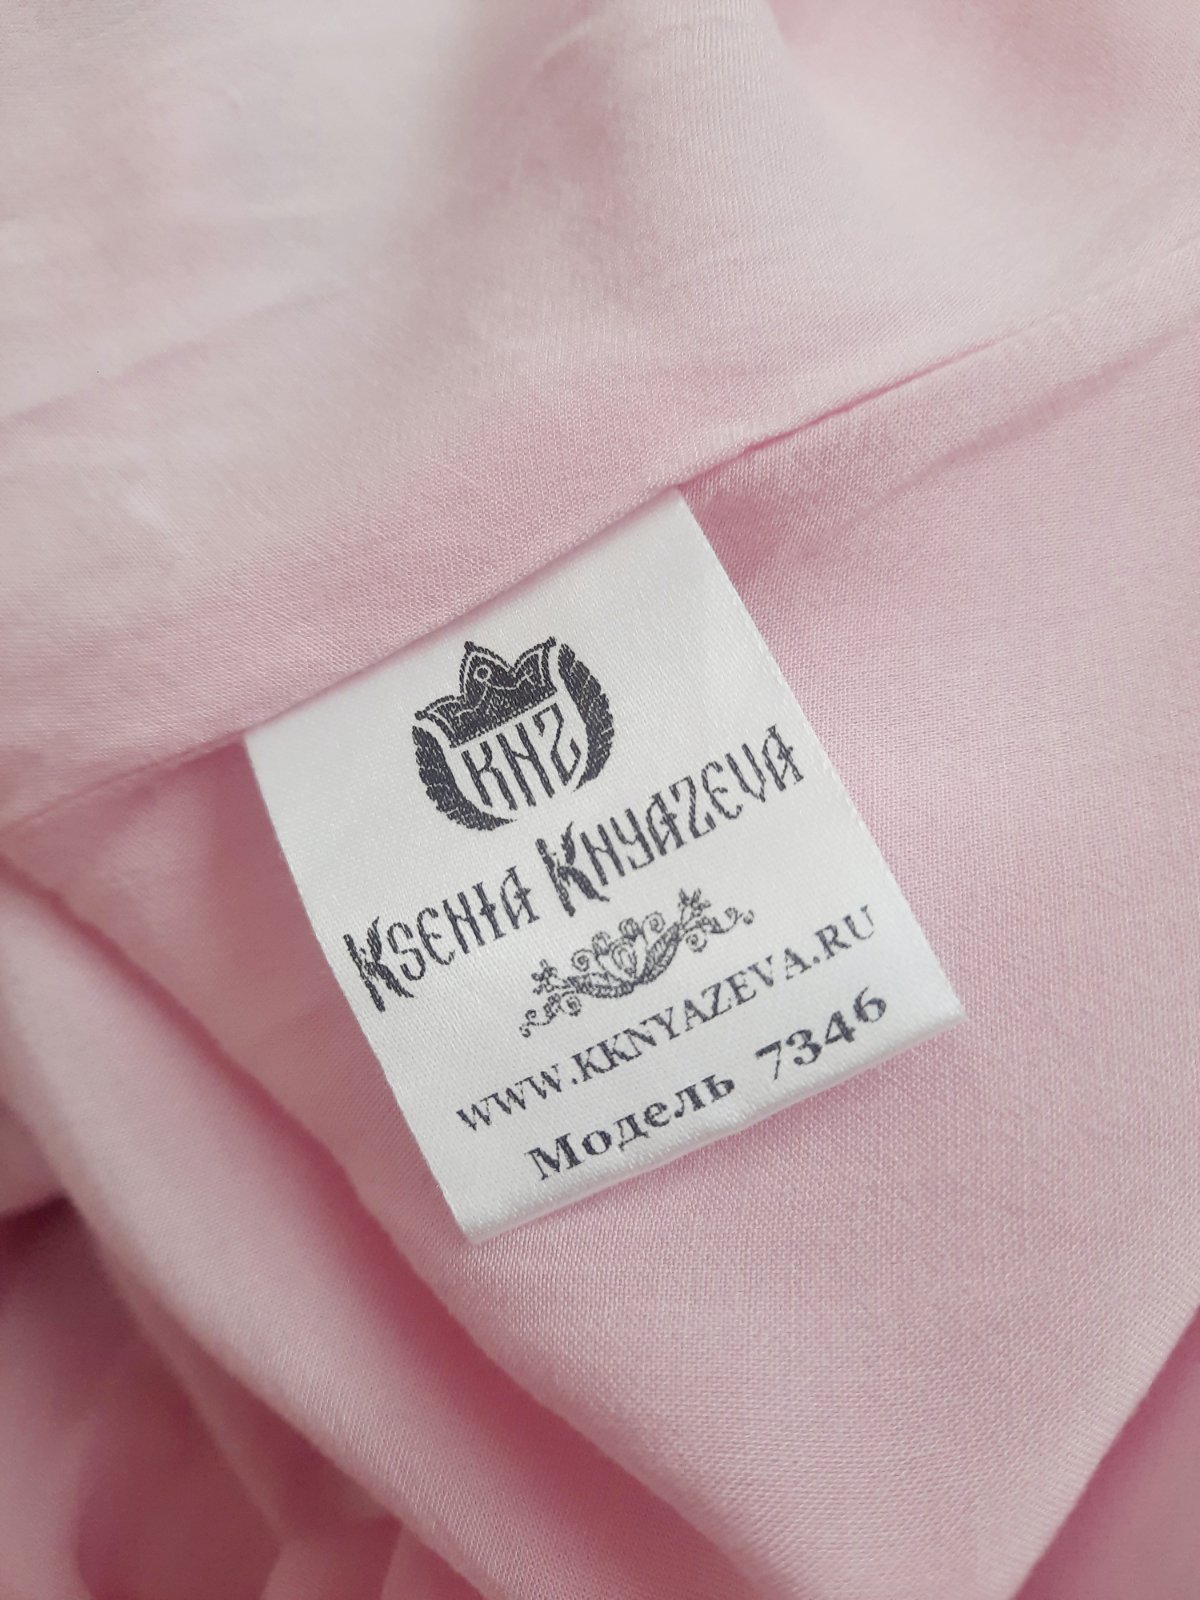 KNZ
KSENIA KNYAZEVA
WWW.KKNYAZEVA.RU
Модель 7346